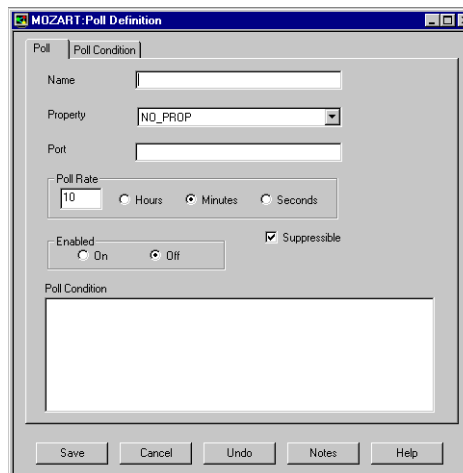 MOZART:Poll Definition
Poll Poll Condition
Name
Property NO_PROP
Port
Poll Rate
10 Hours Minutes Seconds
Enabled Suppressible
On Off
Poll Condition
Save Cancel Undo Notes Help